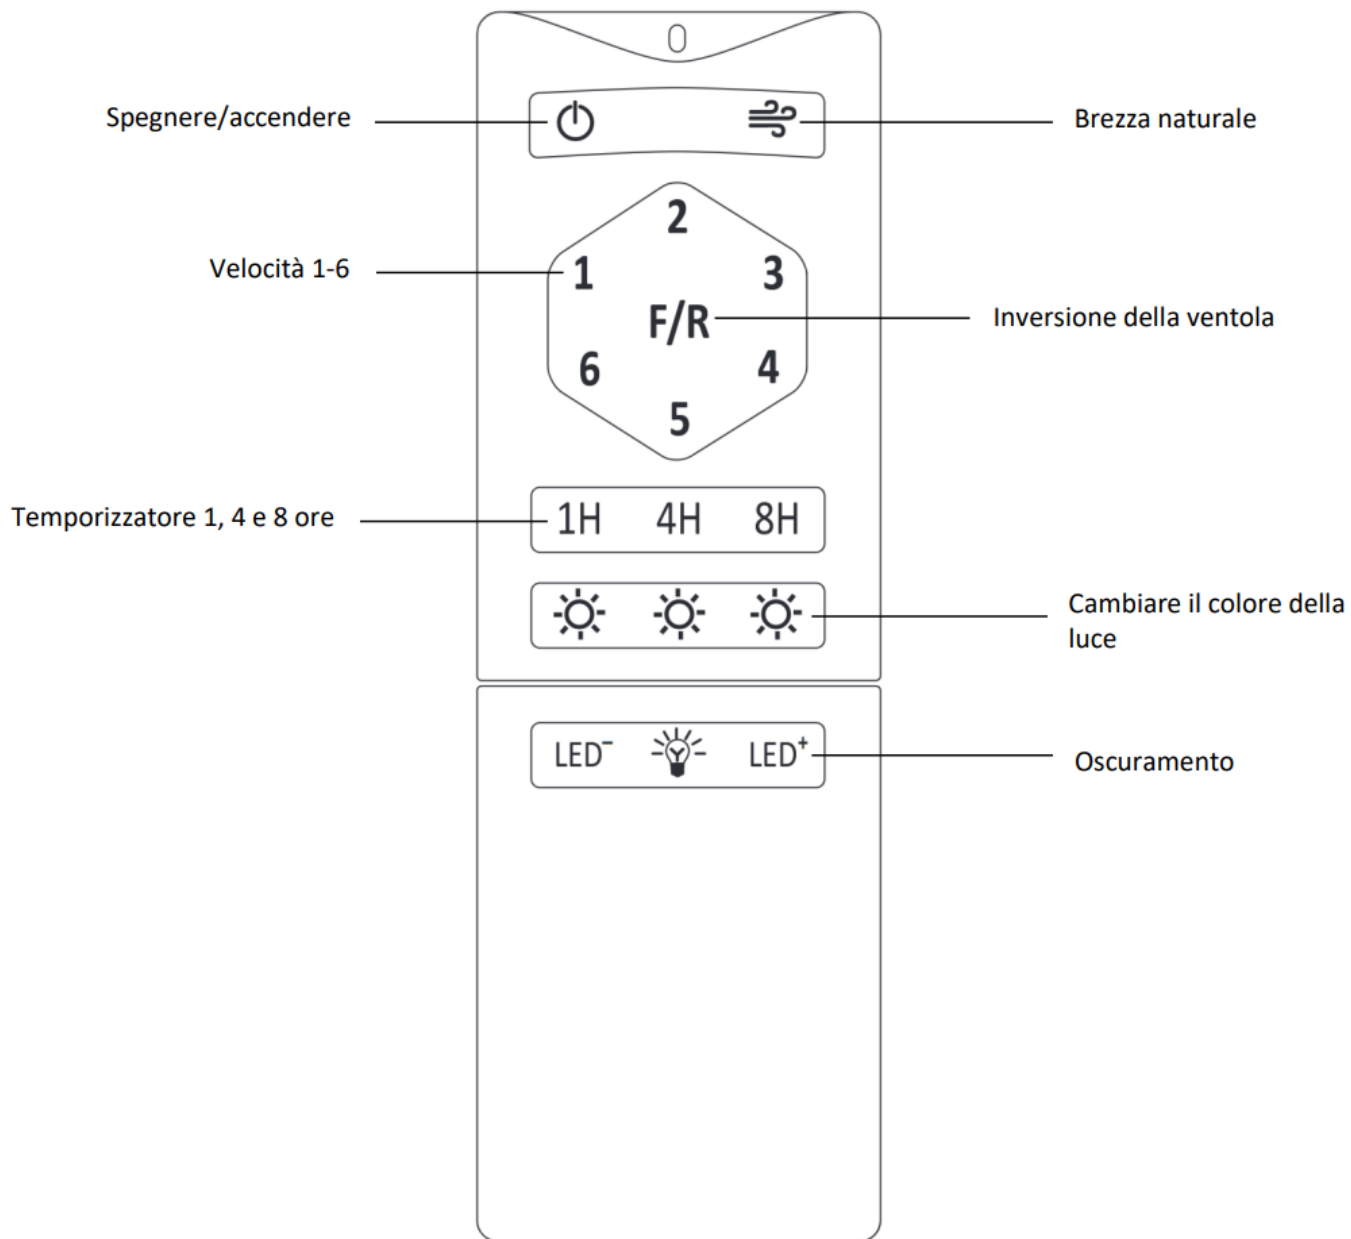 Spegnere/accendere
Brezza naturale
2
Velocità 1-6
1
3
F/R
Inversione della ventola
6
4
5
Temporizzatore 1, 4 e 8 ore
1H 4H 8H
Cambiare il colore della
luce
LED⁻ LED⁺
Oscuramento